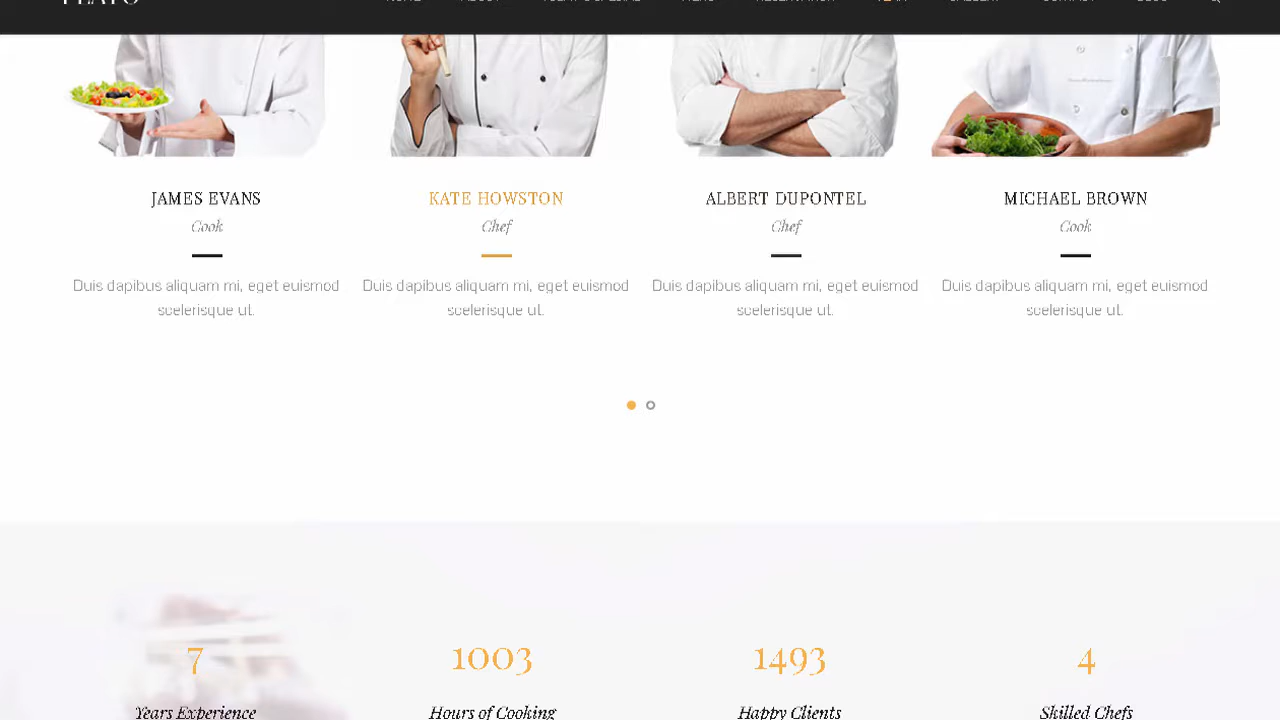 JAMES EVANS
Cook
Duis dapibus aliquam mi, eget euismod
scelerisque ut.
KATE HOWSTON
Chef
Duis dapibus aliquam mi, eget euismod
scelerisque ut.
ALBERT DUPONTEL
Chef
Duis dapibus aliquam mi, eget euismod
scelerisque ut.
MICHAEL BROWN
Cook
Duis dapibus aliquam mi, eget euismod
scelerisque ut.
7
Years Experience
1003
Hours of Cooking
1493
Happy Clients
4
Skilled Chefs